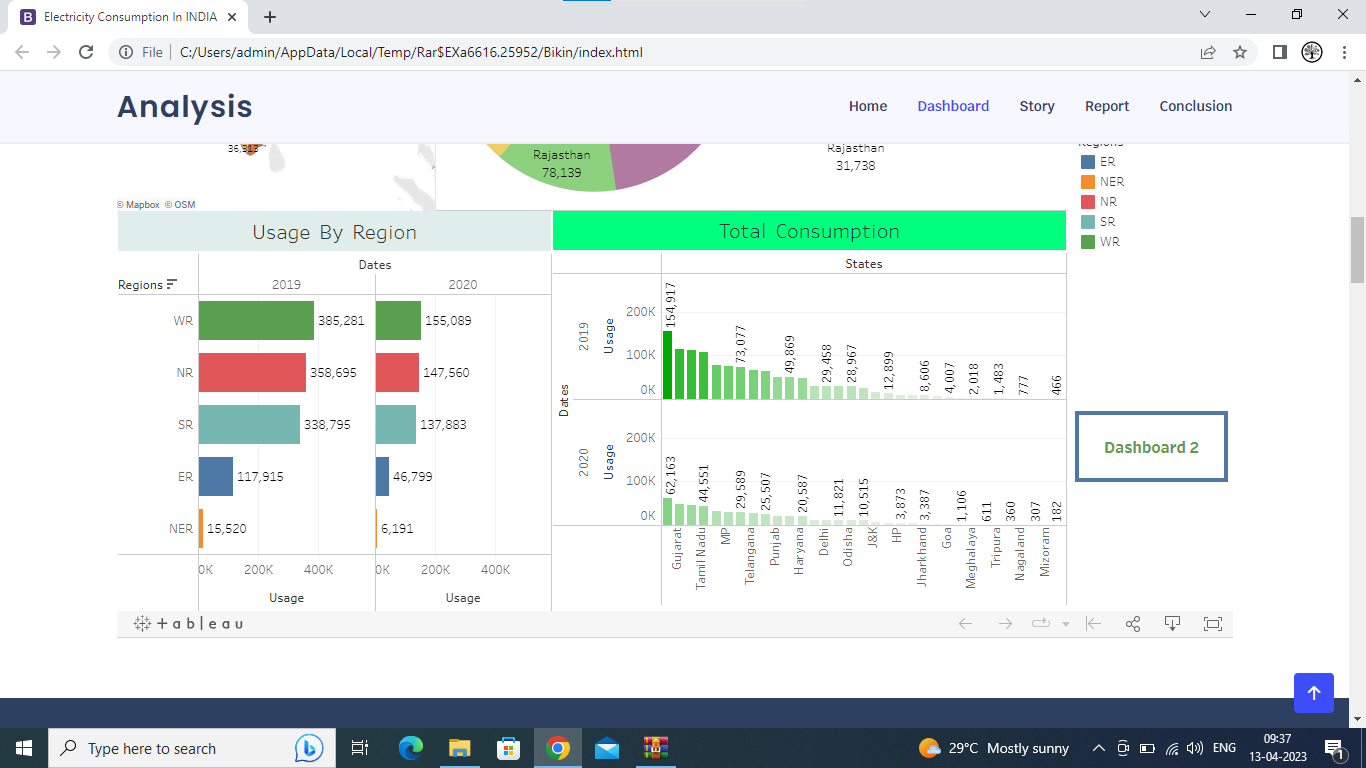 Electricity Consumption In INDIA
File
C:/Users/admin/AppData/Local/Temp/Rar$EXa6616.25952/Bikin/index.html
Analysis
Home Dashboard Story Report Conclusion
36,313
Rajasthan
78,139
Rajasthan
31,738
Regions
ER
NER
NR
SR
WR
© Mapbox © OSM
Usage By Region
Dates
Regions
2019 2020
WR 385,281 155,089
NR 358,695 147,560
SR 338,795 137,883
ER 117,915 46,799
NER 15,520 6,191
0K 200K 400K 0K 200K 400K
Usage Usage
Total Consumption
States
Dates
2019
Usage
200K
100K
0K
154,917 73,077 49,869 29,458 28,967 12,899 8,606 4,007 2,018 1,483 777 466
2020
Usage
200K
100K
0K
62,163 44,551 29,589 25,507 20,587 11,821 10,515 3,873 3,387 1,106 611 360 307 182
Gujarat Tamil Nadu MP Telangana Punjab Haryana Delhi Odisha J&K HP Jharkhand Goa Meghalaya Tripura Nagaland Mizoram
Dashboard 2
+ a b l e a u
Type here to search
29°C Mostly sunny
ENG
09:37
13-04-2023
1